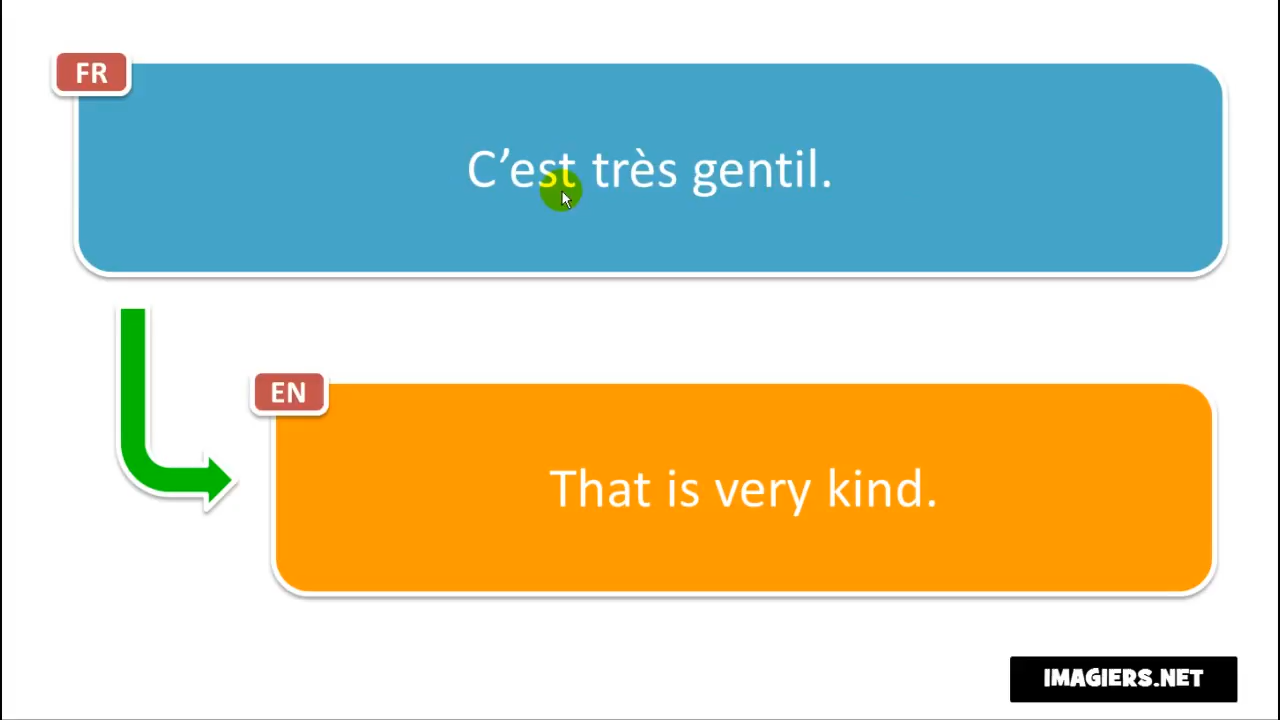 FR
C’est très gentil.
EN
That is very kind.
IMAGIERS.NET